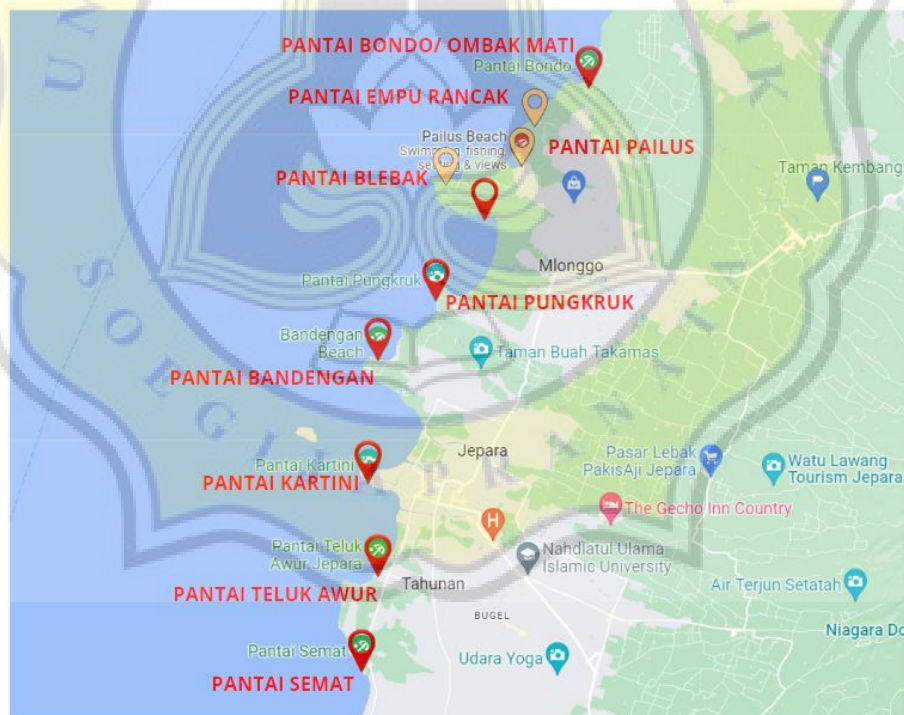 PANTAI BONDO/ OMBAK MATI
Pantai Bondo
PANTAI EMPU RANCAK
Pailus Beach
Swimming, fishing,
& views
PANTAI PAILUS
PANTAI BLEBAK
Taman Kembang
Mlonggo
Pantai Pungkruk
PANTAI PUNGKRUK
Bandengan
Beach
Taman Buah Takamas
PANTAI BANDENGAN
Jepara
Pantai Kartini
PANTAI KARTINI
Pasar Lebak
PakisAji Jepara
Watu Lawang
Tourism Jepara
The Gecho Inn Country
H
Pantai Teluk
Awur Jepara
Nahdlatul Ulama
Islamic University
Tahunan
PANTAI TELUK AWUR
Air Terjun Setatah
BUGEL
Niagara Do
Pantai Semat
Udara Yoga
PANTAI SEMAT